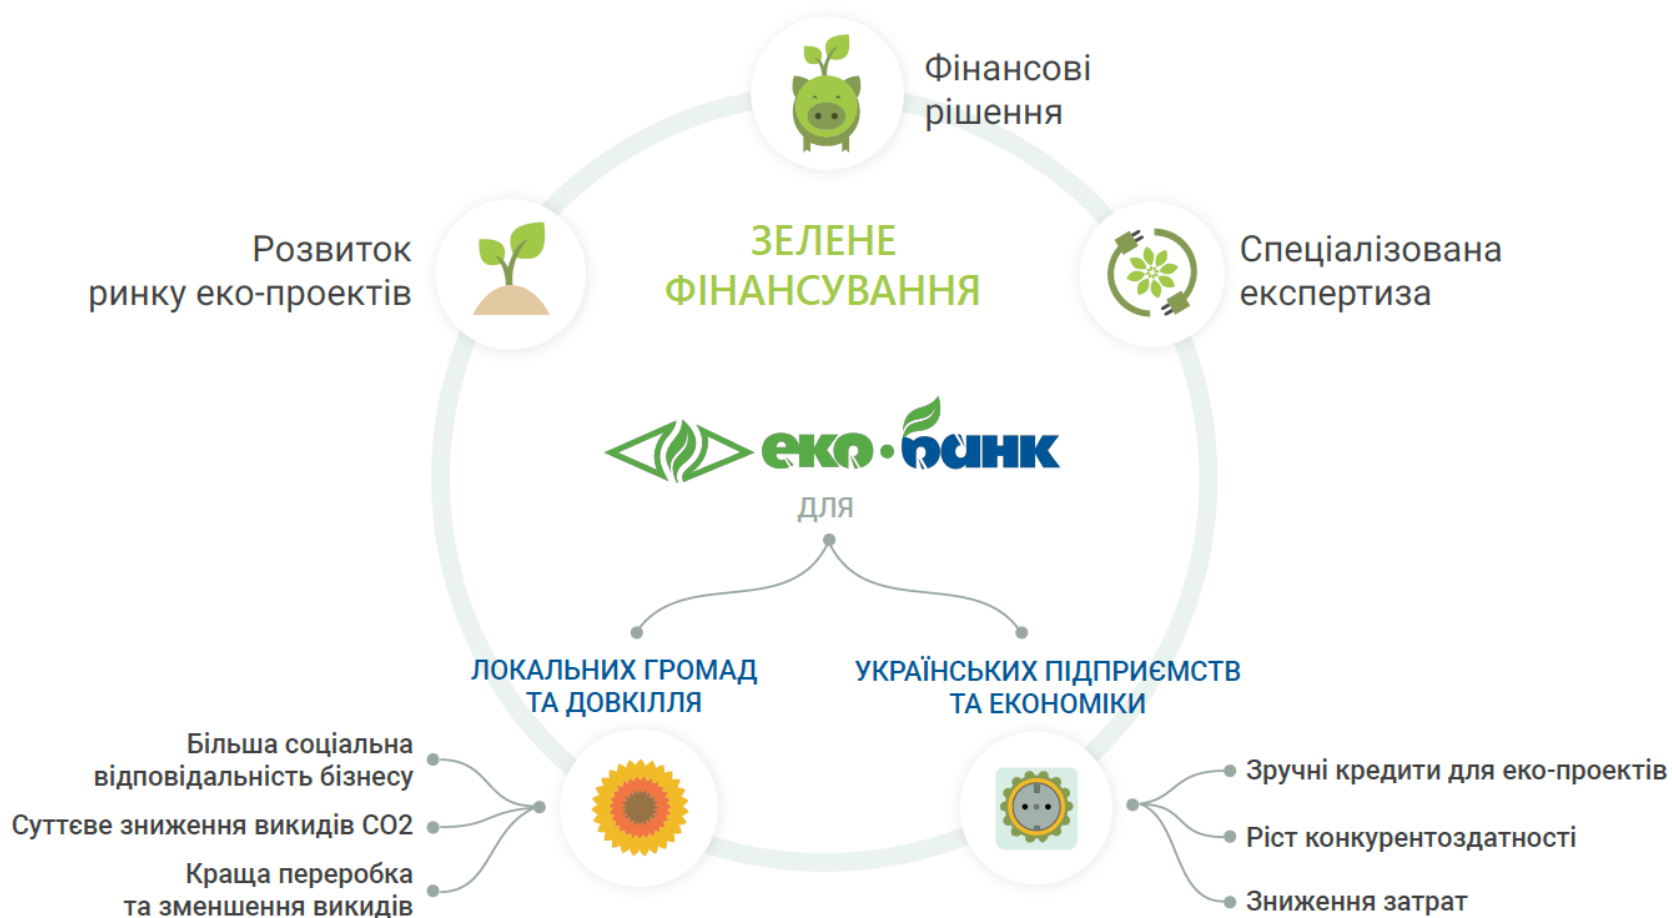 Фінансові
рішення
Розвиток
ринку еко-проектів
ЗЕЛЕНЕ
ФІНАНСУВАННЯ
Спеціалізована
експертиза
еко·банк
для
ЛОКАЛЬНИХ ГРОМАД
ТА ДОВКІЛЛЯ
УКРАЇНСЬКИХ ПІДПРИЄМСТВ
ТА ЕКОНОМІКИ
Більша соціальна
відповідальність бізнесу
Суттєве зниження викидів СО2
Краща переробка
та зменшення викидів
Зручні кредити для еко-проектів
Ріст конкурентоздатності
Зниження затрат